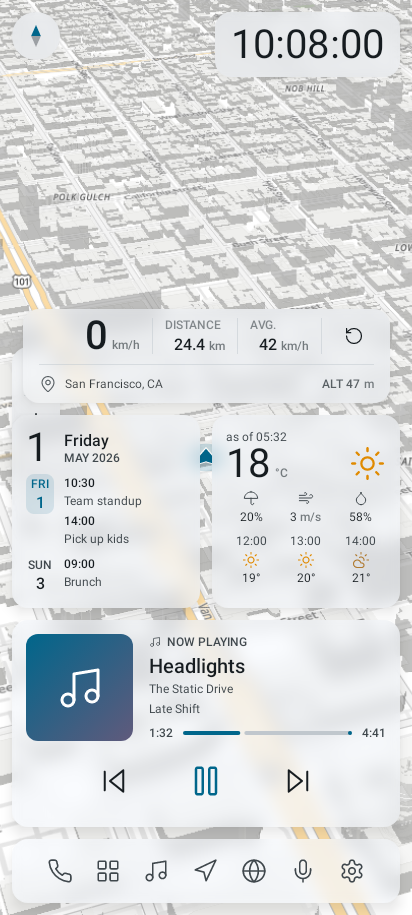 10:08:00
NOB HILL
POLK GULCH
101
0 km/h
DISTANCE
24.4 km
AVG.
42 km/h
San Francisco, CA
ALT 47 m
1
Friday
MAY 2026
FRI
1
10:30
Team standup
14:00
Pick up kids
SUN
3
09:00
Brunch
as of 05:32
18 °C
20%
3 m/s
58%
12:00
13:00
14:00
19°
20°
21°
NOW PLAYING
Headlights
The Static Drive
Late Shift
1:32
4:41